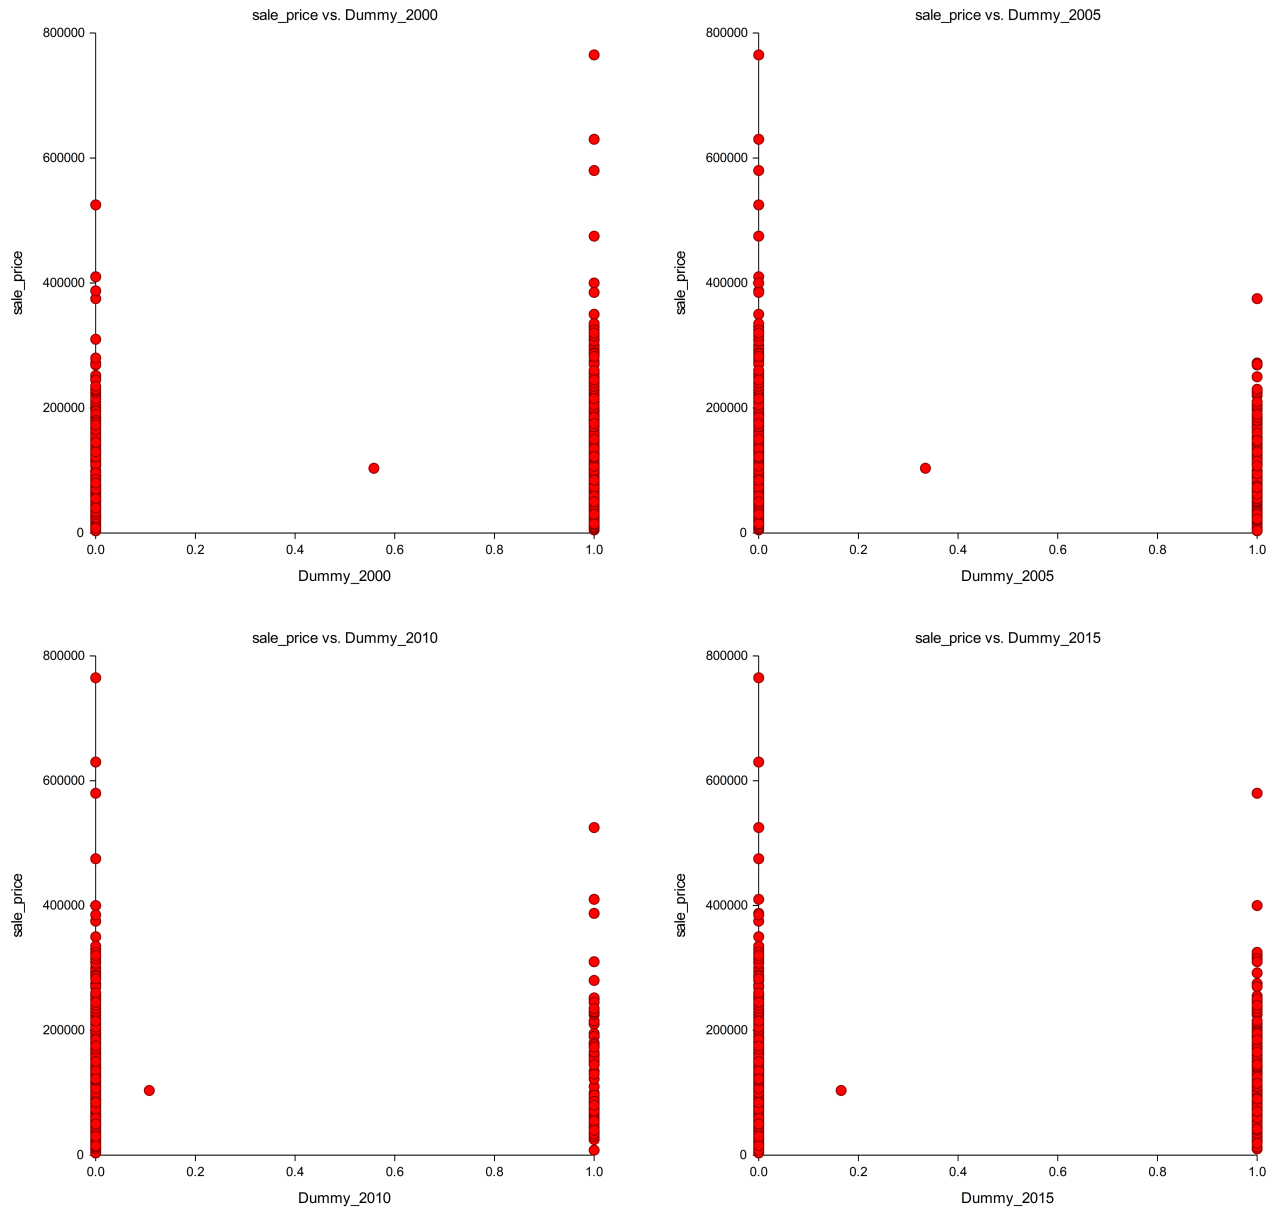 sale_price vs. Dummy_2000
800000
600000
400000
200000
0
sale_price
0.0 0.2 0.4 0.6 0.8 1.0
Dummy_2000
sale_price vs. Dummy_2005
800000
600000
400000
200000
0
sale_price
0.0 0.2 0.4 0.6 0.8 1.0
Dummy_2005
sale_price vs. Dummy_2010
800000
600000
400000
200000
0
sale_price
0.0 0.2 0.4 0.6 0.8 1.0
Dummy_2010
sale_price vs. Dummy_2015
800000
600000
400000
200000
0
sale_price
0.0 0.2 0.4 0.6 0.8 1.0
Dummy_2015